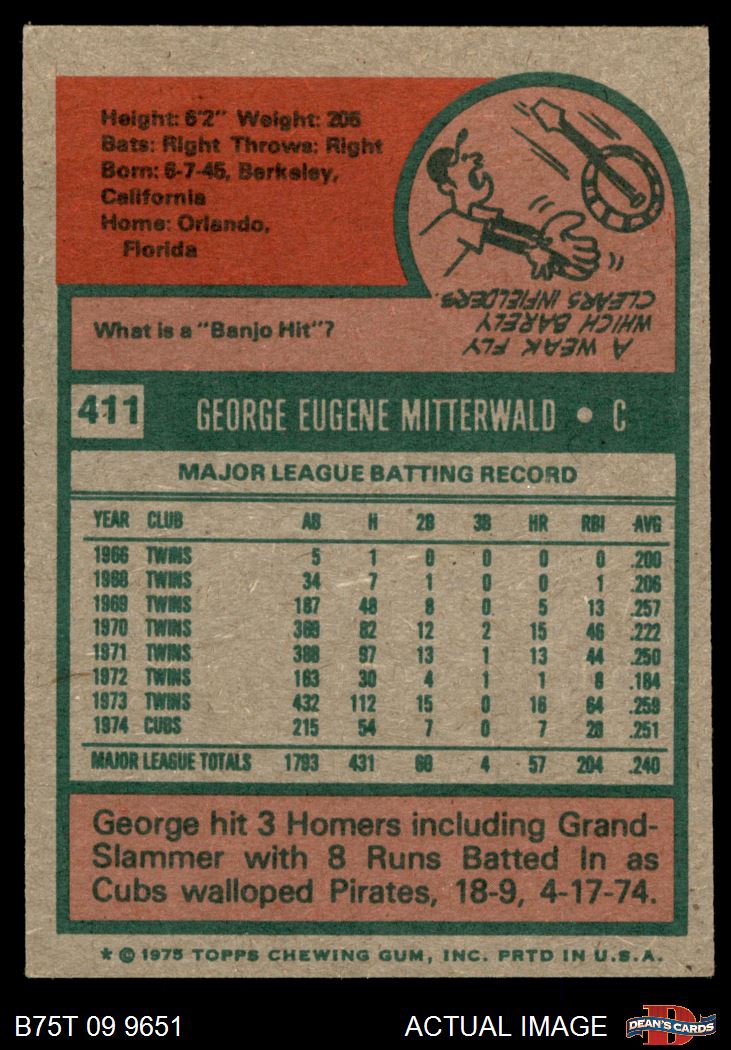 Height: 6'2" Weight: 205
Bats: Right Throws: Right
Born: 6-7-45, Berkeley,
California
Home: Orlando,
Florida
What is a "Banjo Hit"?
A WEAK FLY
WHICH BARELY
CLEARS INFIELDERS.
411 GEORGE EUGENE MITTERWALD • C
MAJOR LEAGUE BATTING RECORD
YEAR CLUB AB H 2B 3B HR RBI AVG
1966 TWINS 5 1 0 0 0 0 .200
1968 TWINS 34 7 1 0 0 1 .206
1969 TWINS 187 48 8 0 5 13 .257
1970 TWINS 369 82 12 2 15 46 .222
1971 TWINS 388 97 13 1 13 44 .250
1972 TWINS 163 30 4 1 1 8 .184
1973 TWINS 432 112 15 0 16 64 .259
1974 CUBS 215 54 7 0 7 28 .251
MAJOR LEAGUE TOTALS 1793 431 60 4 57 204 .240
George hit 3 Homers including Grand-
Slammer with 8 Runs Batted In as
Cubs walloped Pirates, 18-9, 4-17-74.
* © 1975 TOPPS CHEWING GUM, INC. PRTD IN U.S.A.
B75T 09 9651 ACTUAL IMAGE DEAN'S CARDS